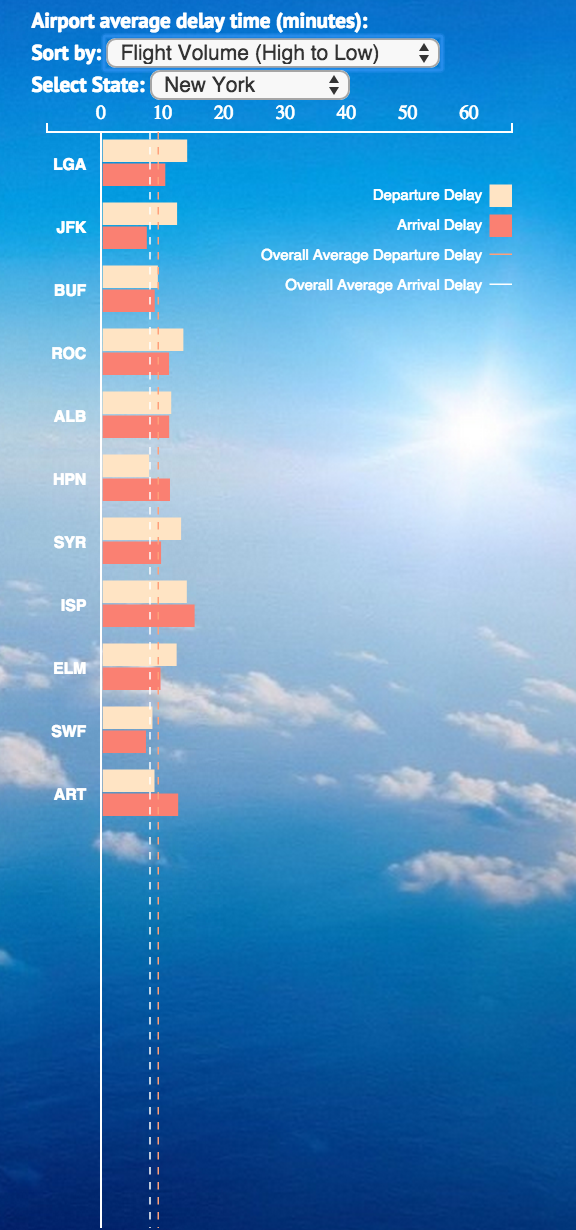 Airport average delay time (minutes):
Sort by: Flight Volume (High to Low)
Select State: New York
0 10 20 30 40 50 60
LGA
Departure Delay
Arrival Delay
JFK
Overall Average Departure Delay
Overall Average Arrival Delay
BUF
ROC
ALB
HPN
SYR
ISP
ELM
SWF
ART